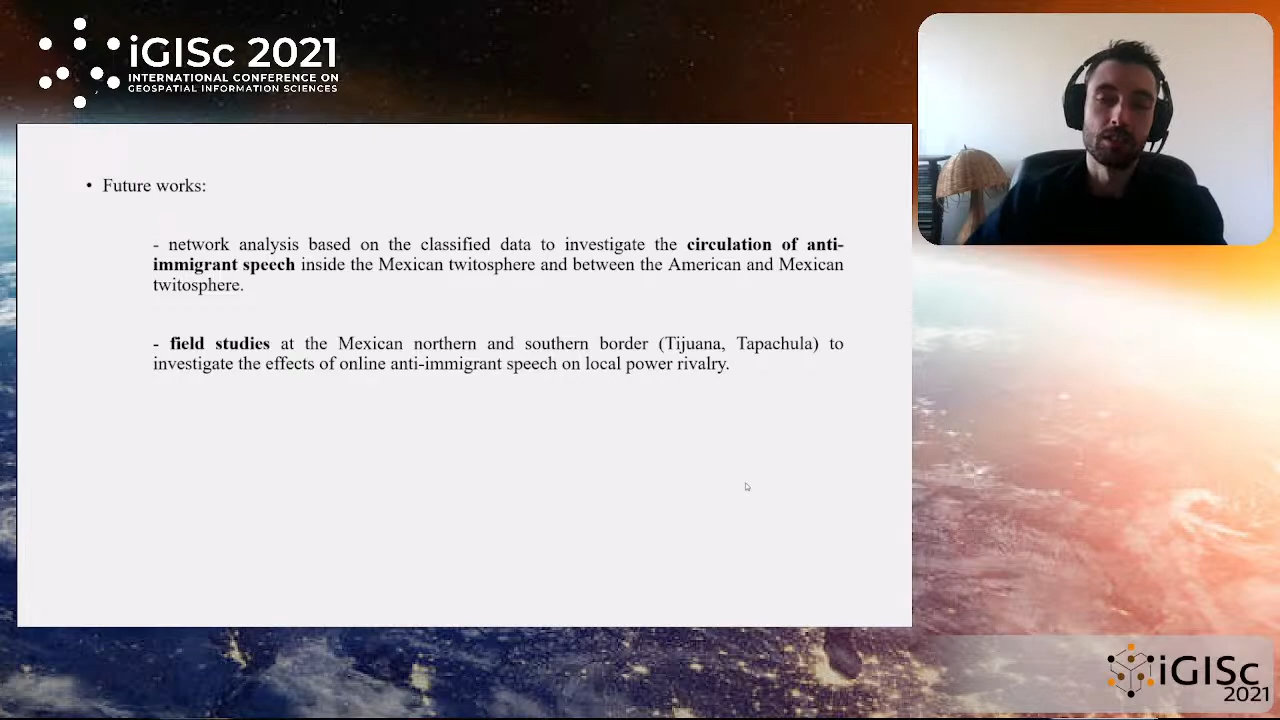 iGISc 2021
INTERNATIONAL CONFERENCE ON
GEOSPATIAL INFORMATION SCIENCES
• Future works:
- network analysis based on the classified data to investigate the circulation of anti-
immigrant speech inside the Mexican twitosphere and between the American and Mexican
twitosphere.
- field studies at the Mexican northern and southern border (Tijuana, Tapachula) to
investigate the effects of online anti-immigrant speech on local power rivalry.
iGISc
2021